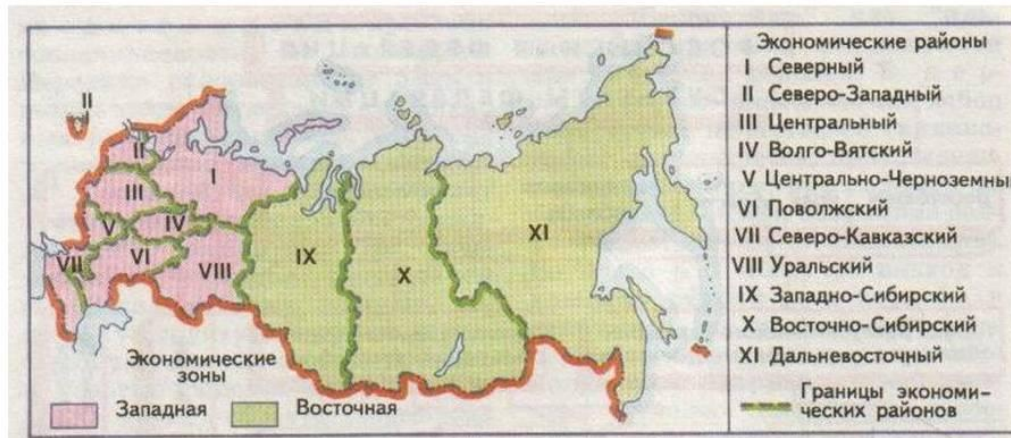 II
II
I
III
V
IV
VII
VI
VIII
IX
X
XI
Экономические
зоны
Западная
Восточная
Экономические районы
I Северный
II Северо-Западный
III Центральный
IV Волго-Вятский
V Центрально-Черноземны
VI Поволжский
VII Северо-Кавказский
VIII Уральский
IX Западно-Сибирский
X Восточно-Сибирский
XI Дальневосточный
Границы экономи-
ческих районов